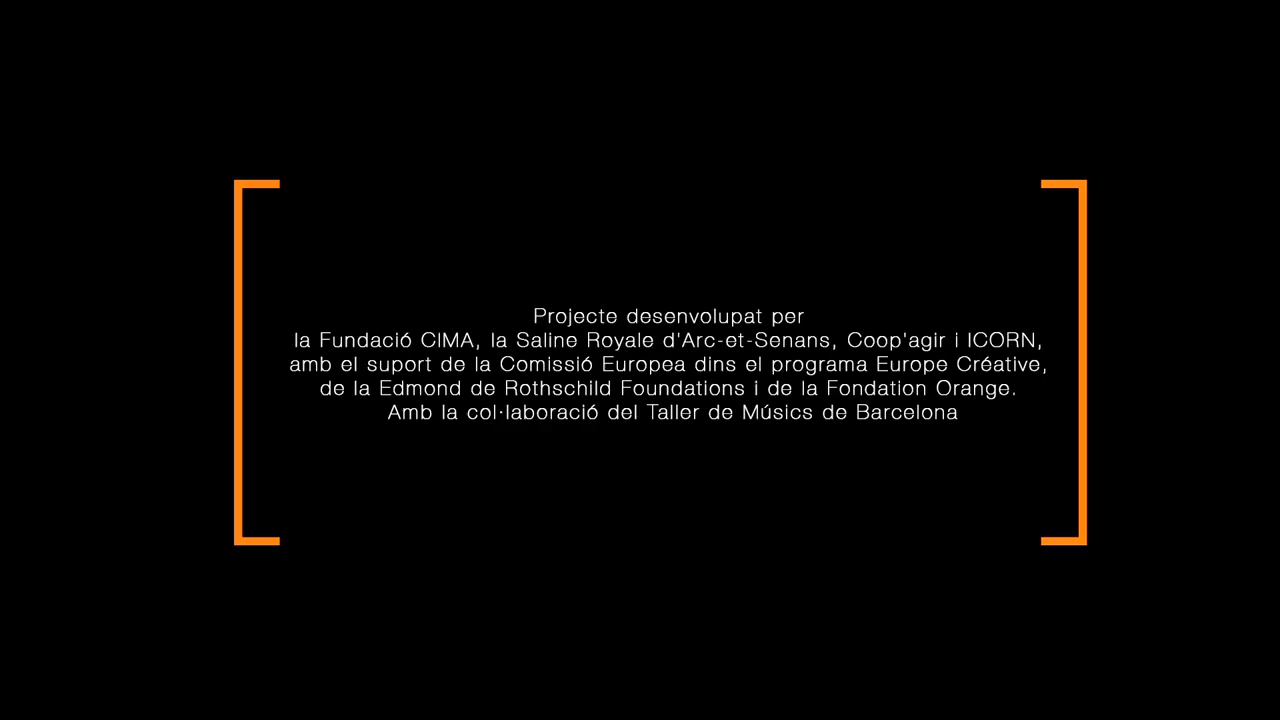 Projecte desenvolupat per
la Fundació CIMA, la Saline Royale d'Arc-et-Senans, Coop'agir i ICORN,
amb el suport de la Comissió Europea dins el programa Europe Créative,
de la Edmond de Rothschild Foundations i de la Fondation Orange.
Amb la col·laboració del Taller de Músics de Barcelona